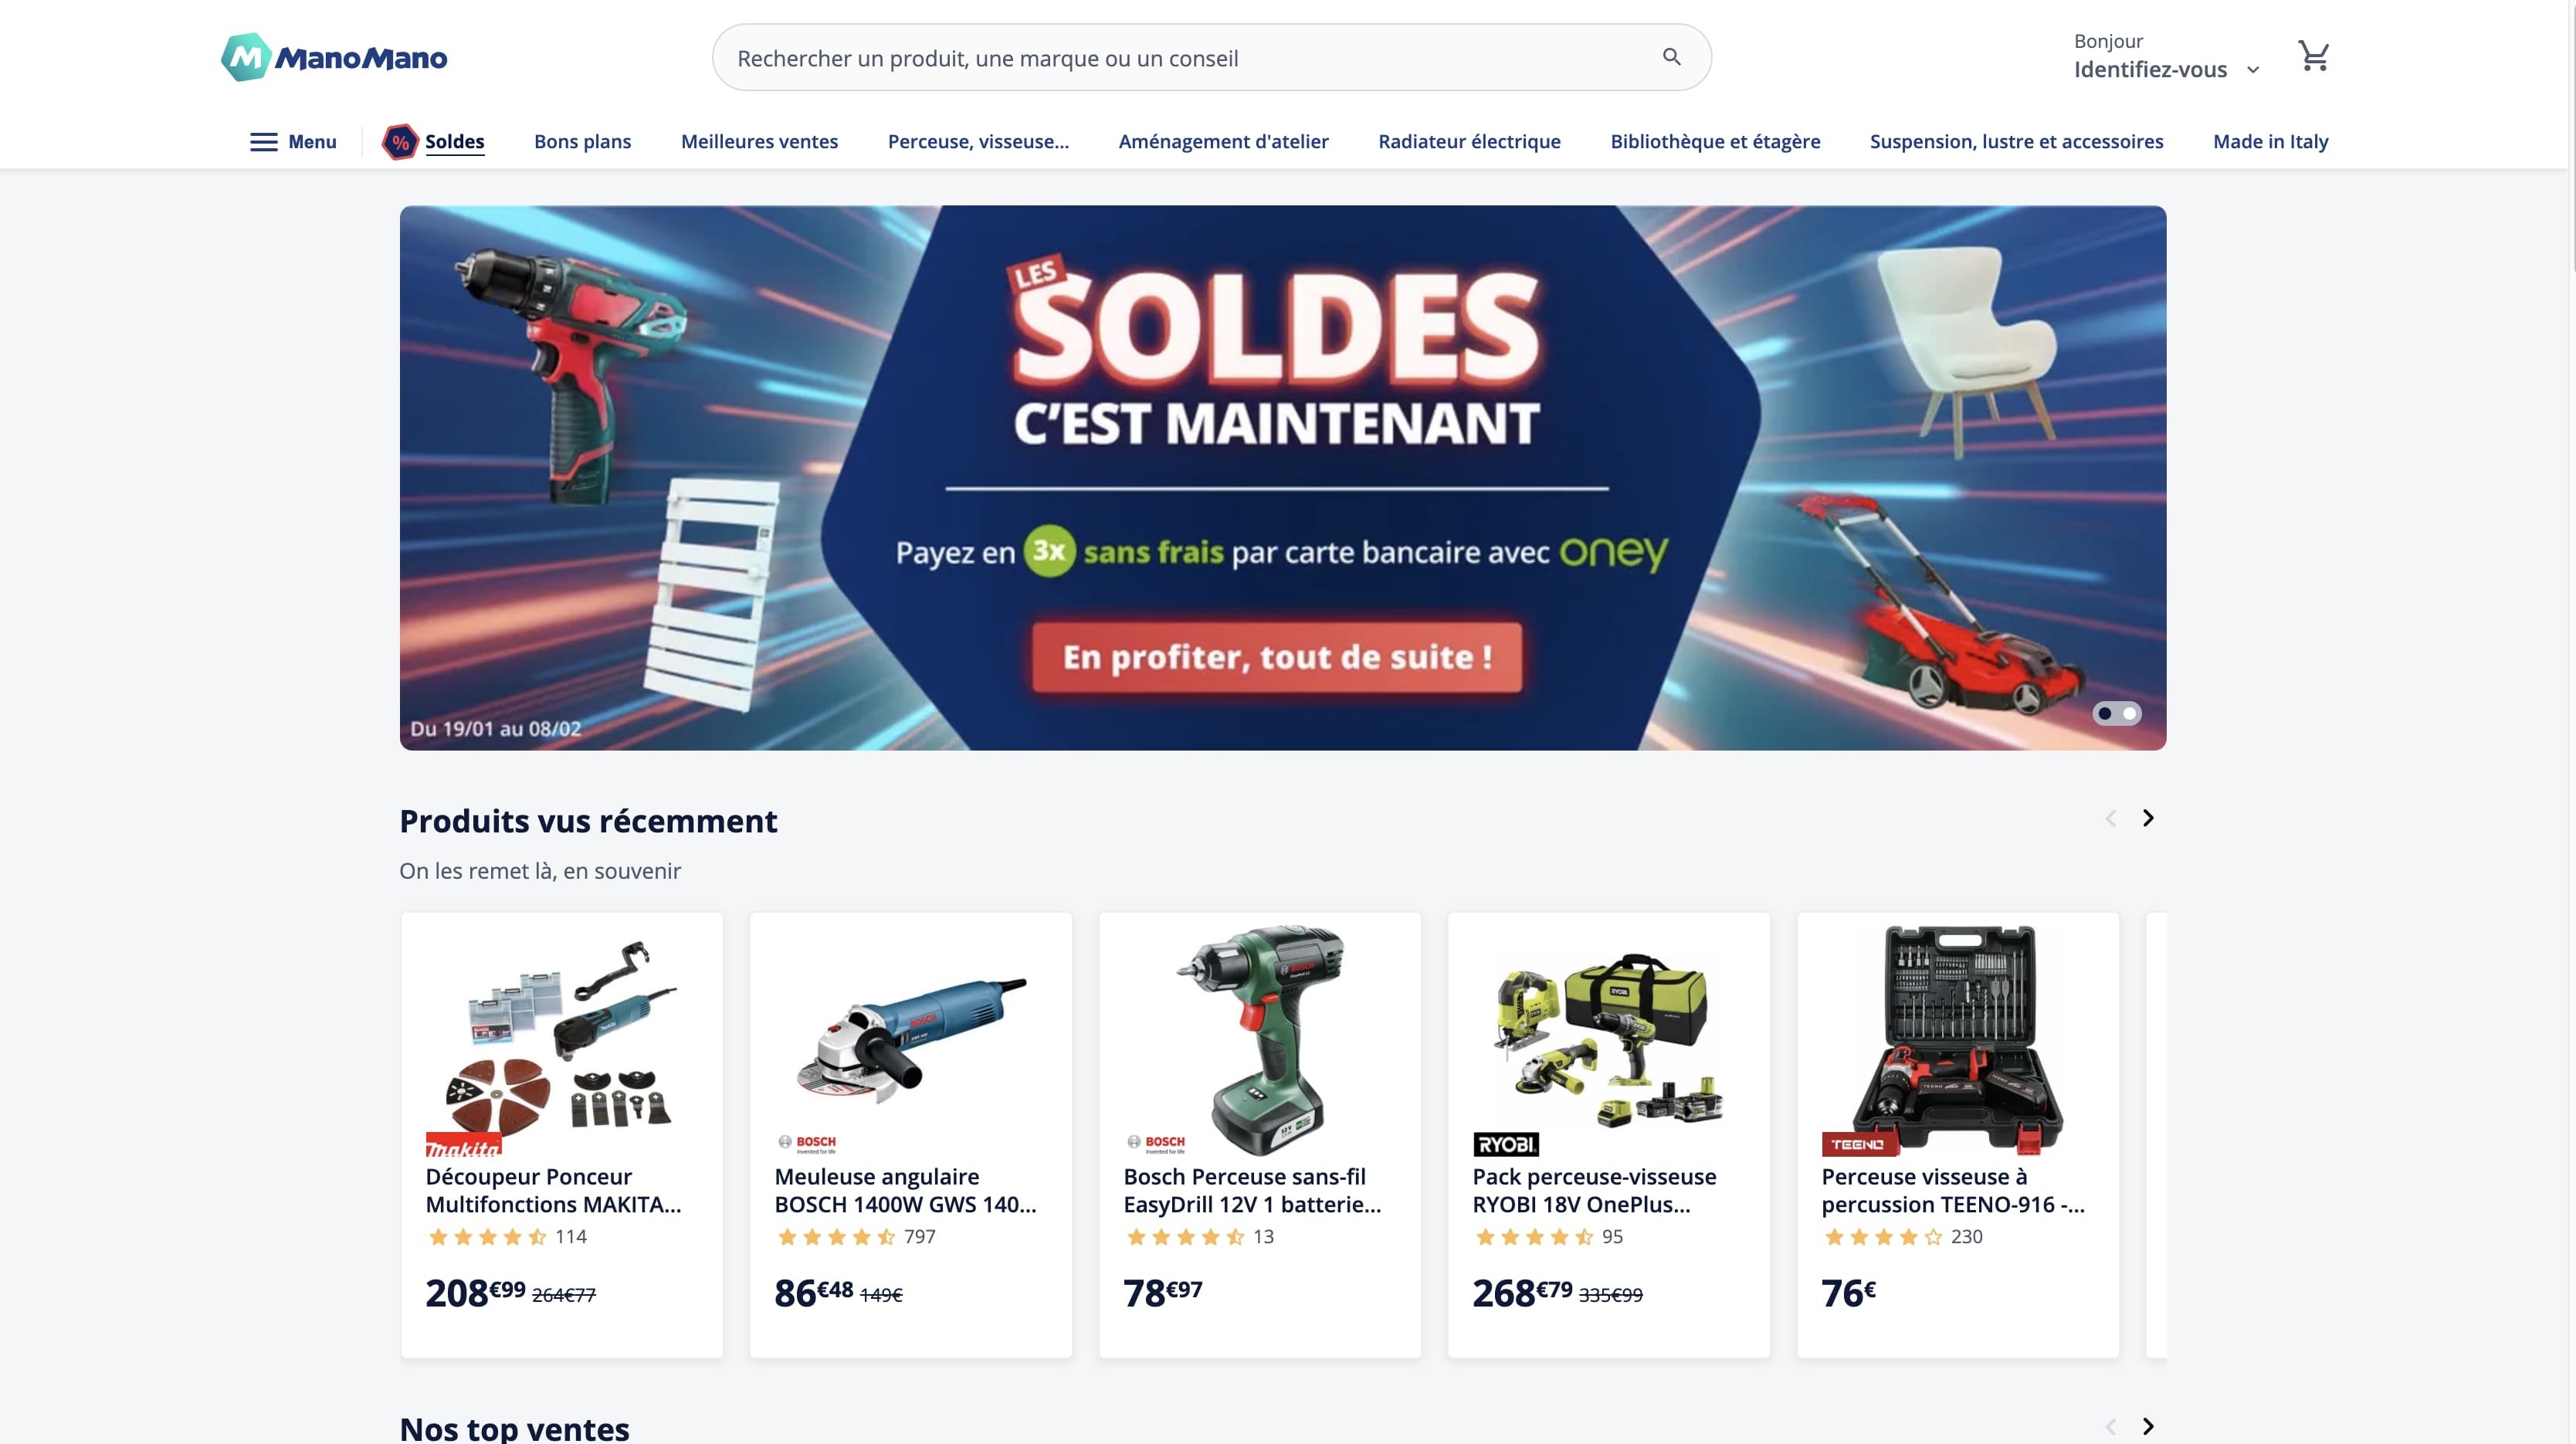 ManoMano
Rechercher un produit, une marque ou un conseil
Bonjour
Identifiez-vous
Menu
% Soldes
Bons plans
Meilleures ventes
Perceuse, visseuse...
Aménagement d'atelier
Radiateur électrique
Bibliothèque et étagère
Suspension, lustre et accessoires
Made in Italy
LES
SOLDES
C'EST MAINTENANT
Payez en 3x sans frais par carte bancaire avec oney
En profiter, tout de suite !
Du 19/01 au 08/02
Produits vus récemment
On les remet là, en souvenir
makita
Découpeur Ponceur
Multifonctions MAKITA...
114
208€99 264€77
BOSCH
Invented for life
Meuleuse angulaire
BOSCH 1400W GWS 140...
797
86€48 149€
BOSCH
Invented for life
Bosch Perceuse sans-fil
EasyDrill 12V 1 batterie...
13
78€97
RYOBI
Pack perceuse-visseuse
RYOBI 18V OnePlus...
95
268€79 335€99
TEENO
Perceuse visseuse à
percussion TEENO-916 -...
230
76€
Nos top ventes